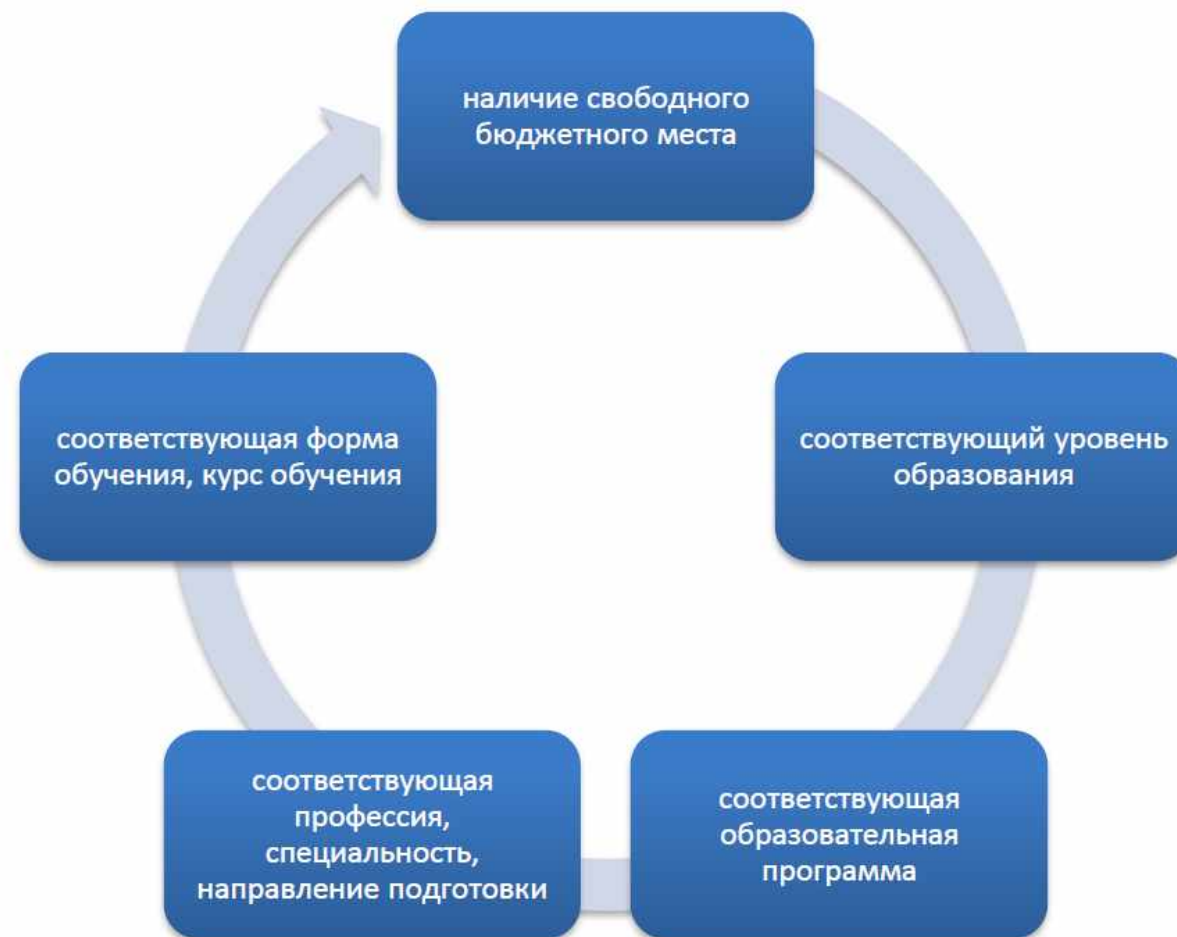 наличие свободного
бюджетного места
соответствующий уровень
образования
соответствующая
образовательная
программа
соответствующая
профессия,
специальность,
направление подготовки
соответствующая форма
обучения, курс обучения